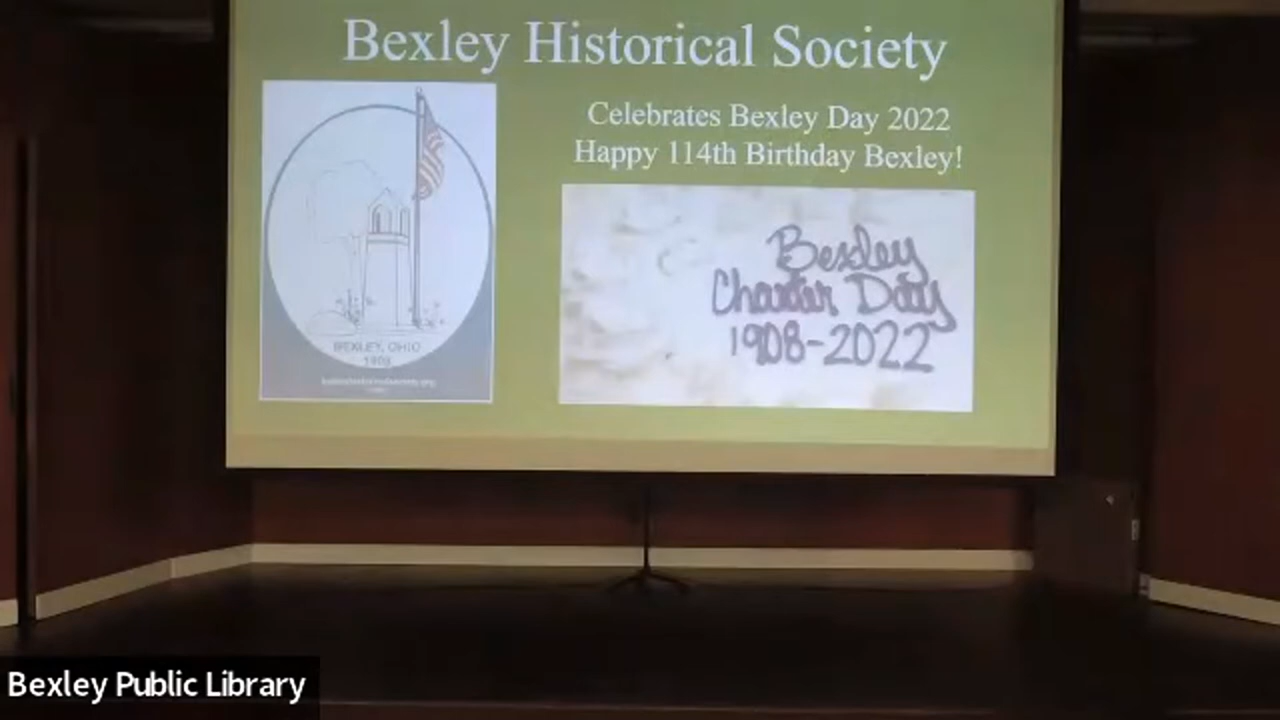 Bexley Historical Society
Celebrates Bexley Day 2022
Happy 114th Birthday Bexley!
Bexley
Charter Day
1908-2022
BEXLEY, OHIO
1908
Bexley Public Library